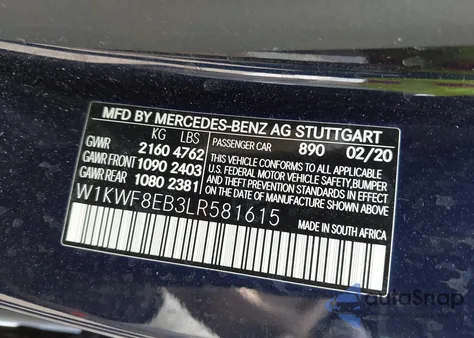 MFD BY MERCEDES-BENZ AG STUTTGART
KG LBS
GVWR 2160 4762
GAWR FRONT 1090 2403
GAWR REAR 1080 2381
PASSENGER CAR 890 02/20
THIS VEHICLE CONFORMS TO ALL APPLICABLE
U.S. FEDERAL MOTOR VEHICLE SAFETY,BUMPER
AND THEFT PREVENTION STANDARDS IN EFFECT
ON THE DATE OF MANUFACTURE SHOWN ABOVE.
W1KWF8EB3LR581615
MADE IN SOUTH AFRICA
autoSnap